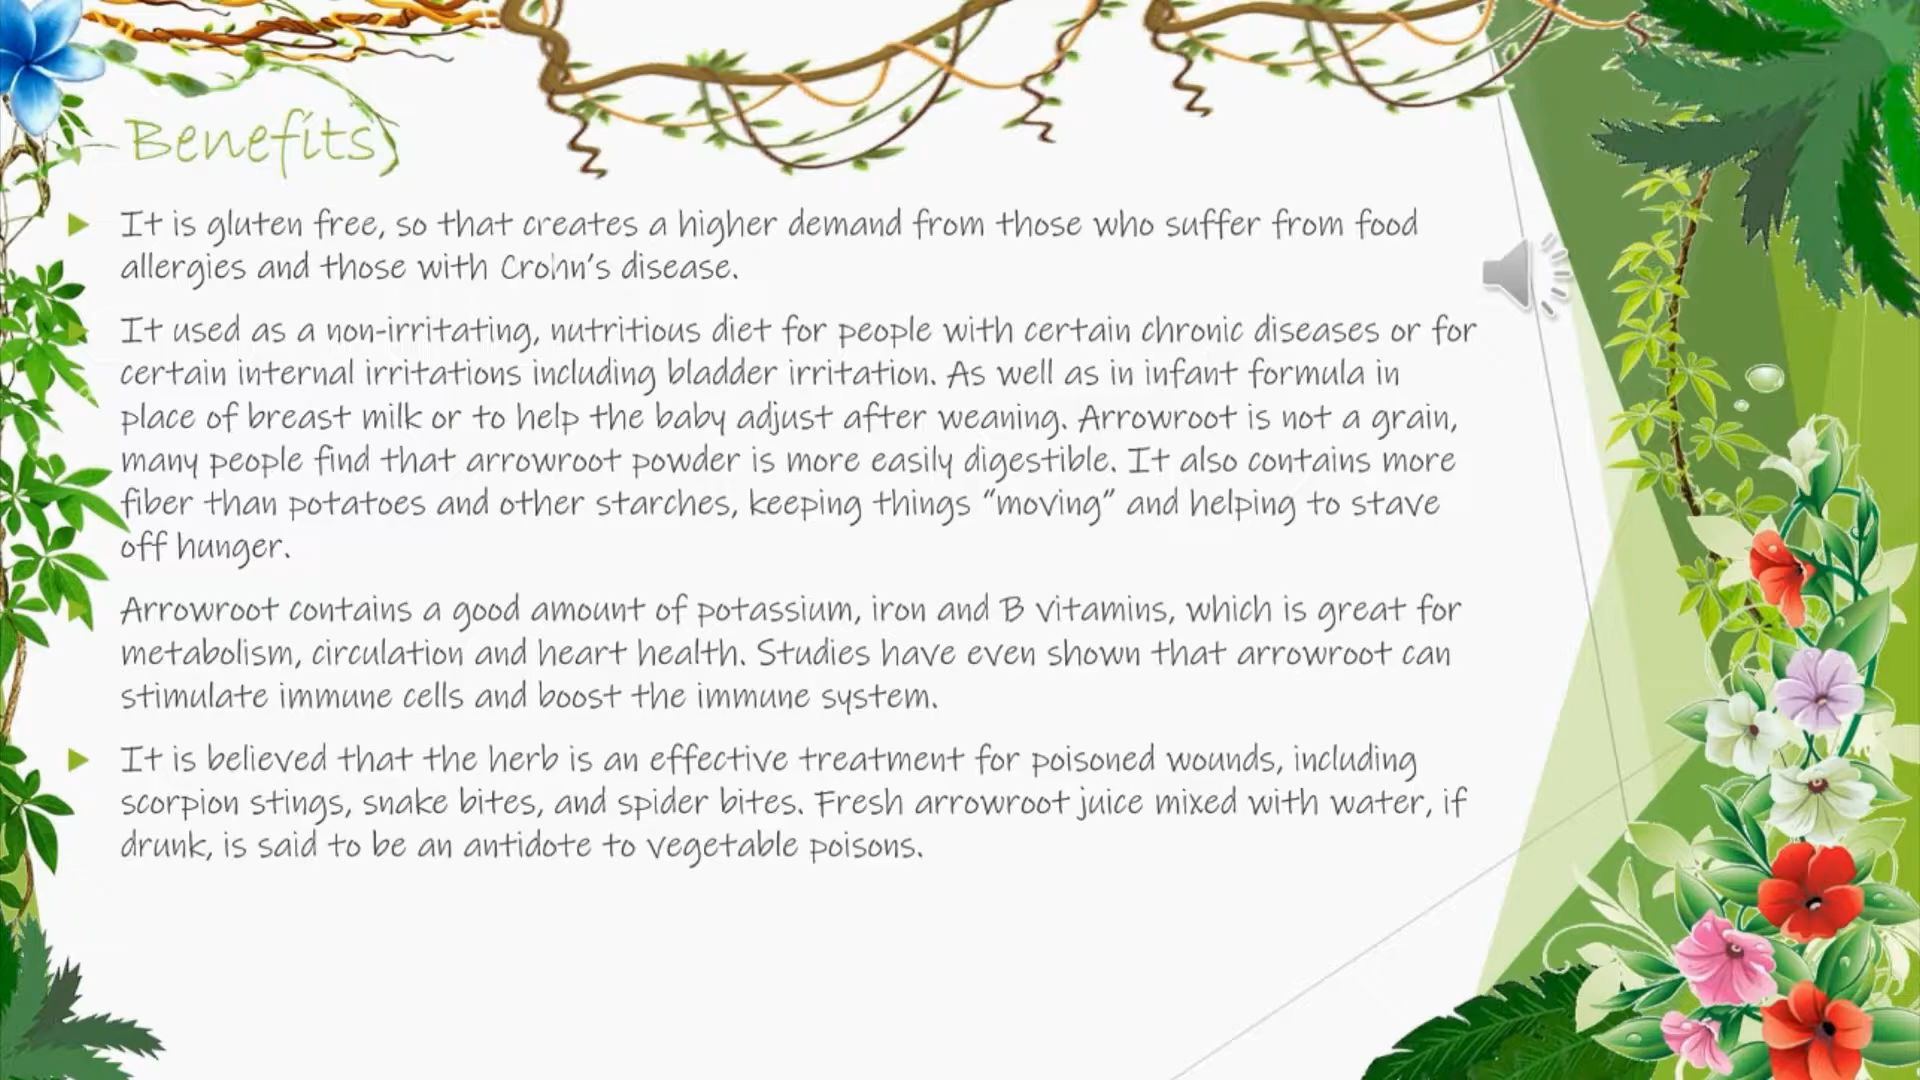 Benefits
It is gluten free, so that creates a higher demand from those who suffer from food
allergies and those with Crohn's disease.
It used as a non-irritating, nutritious diet for people with certain chronic diseases or for
certain internal irritations including bladder irritation. As well as in infant formula in
place of breast milk or to help the baby adjust after weaning. Arrowroot is not a grain,
many people find that arrowroot powder is more easily digestible. It also contains more
fiber than potatoes and other starches, keeping things “moving” and helping to stave
off hunger.
Arrowroot contains a good amount of potassium, iron and B vitamins, which is great for
metabolism, circulation and heart health. Studies have even shown that arrowroot can
stimulate immune cells and boost the immune system.
It is believed that the herb is an effective treatment for poisoned wounds, including
scorpion stings, snake bites, and spider bites. Fresh arrowroot juice mixed with water, if
drunk, is said to be an antidote to vegetable poisons.